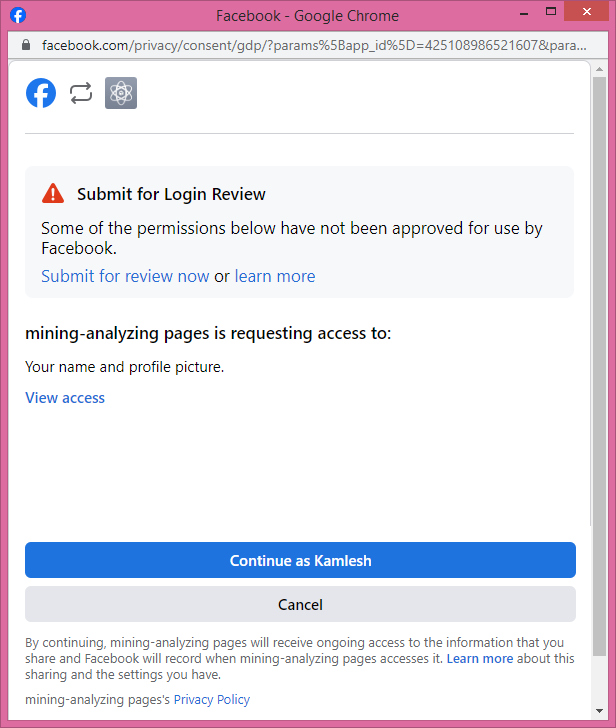 Facebook - Google Chrome
facebook.com/privacy/consent/gdp/?params%5Bapp_id%5D=425108986521607&para...
Submit for Login Review
Some of the permissions below have not been approved for use by
Facebook.
Submit for review now or learn more
mining-analyzing pages is requesting access to:
Your name and profile picture.
View access
Continue as Kamlesh
Cancel
By continuing, mining-analyzing pages will receive ongoing access to the information that you
share and Facebook will record when mining-analyzing pages accesses it. Learn more about this
sharing and the settings you have.
mining-analyzing pages's Privacy Policy